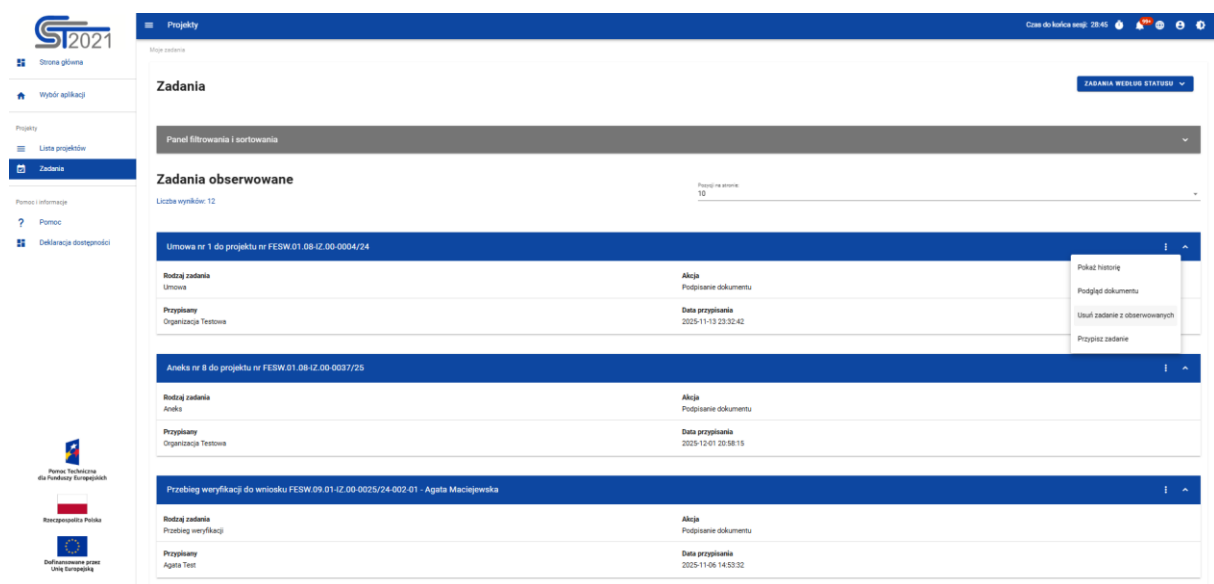 ST2021
Projekty
Czas do końca sesji: 28:45
99+
Moje zadania
Strona główna
Wybór aplikacji
Projekty
Lista projektów
Zadania
Pomoc i informacje
Pomoc
Deklaracja dostępności
Pomoc Techniczna
dla Funduszy Europejskich
Rzeczpospolita Polska
Dofinansowane przez
Unię Europejską
Zadania
ZADANIA WEDŁUG STATUSU
Panel filtrowania i sortowania
Zadania obserwowane
Liczba wyników: 12
Pozycji na stronie
10
Umowa nr 1 do projektu nr FESW.01.08-IZ.00-0004/24
Rodzaj zadania
Umowa
Akcja
Podpisanie dokumentu
Przypisany
Organizacja Testowa
Data przypisania
2025-11-13 23:32:42
Pokaż historię
Podgląd dokumentu
Usuń zadanie z obserwowanych
Przypisz zadanie
Aneks nr 8 do projektu nr FESW.01.08-IZ.00-0037/25
Rodzaj zadania
Aneks
Akcja
Podpisanie dokumentu
Przypisany
Organizacja Testowa
Data przypisania
2025-12-01 20:58:15
Przebieg weryfikacji do wniosku FESW.09.01-IZ.00-0025/24-002-01 - Agata Maciejewska
Rodzaj zadania
Przebieg weryfikacji
Akcja
Podpisanie dokumentu
Przypisany
Agata Test
Data przypisania
2025-11-06 14:53:32